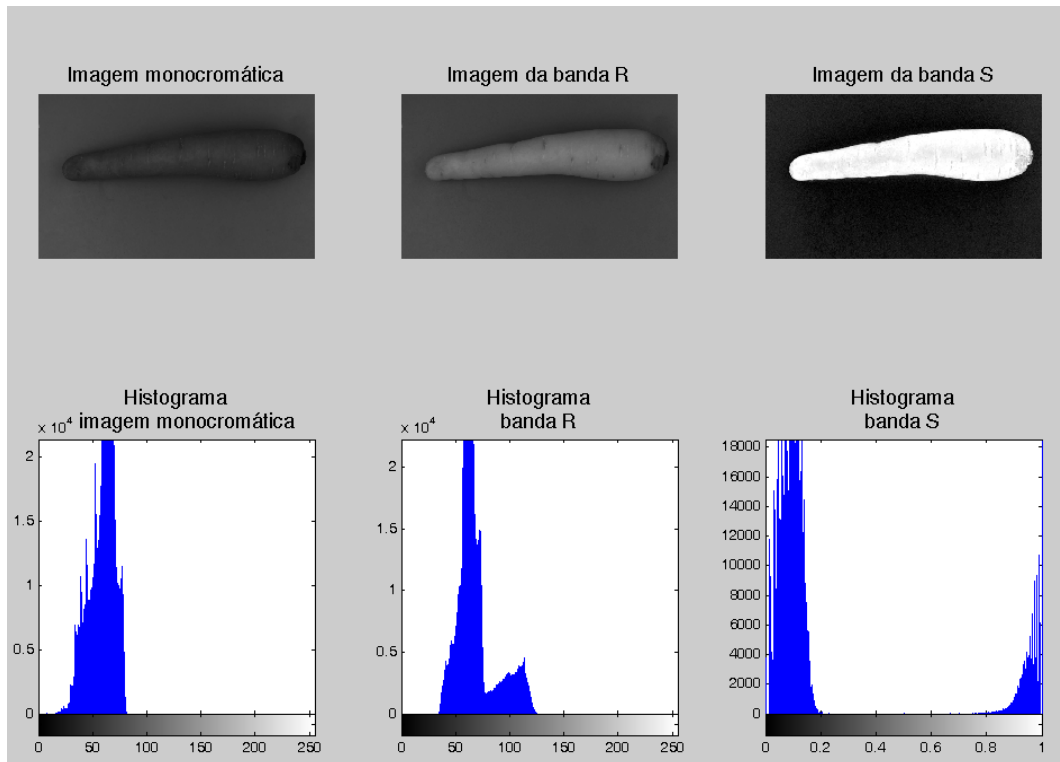 Imagem monocromática
Imagem da banda R
Imagem da banda S
Histograma
imagem monocromática
x 10⁴
2
1.5
1
0.5
0
0 50 100 150 200 250
Histograma
banda R
x 10⁴
2
1.5
1
0.5
0
0 50 100 150 200 250
Histograma
banda S
18000
16000
14000
12000
10000
8000
6000
4000
2000
0
0 0.2 0.4 0.6 0.8 1